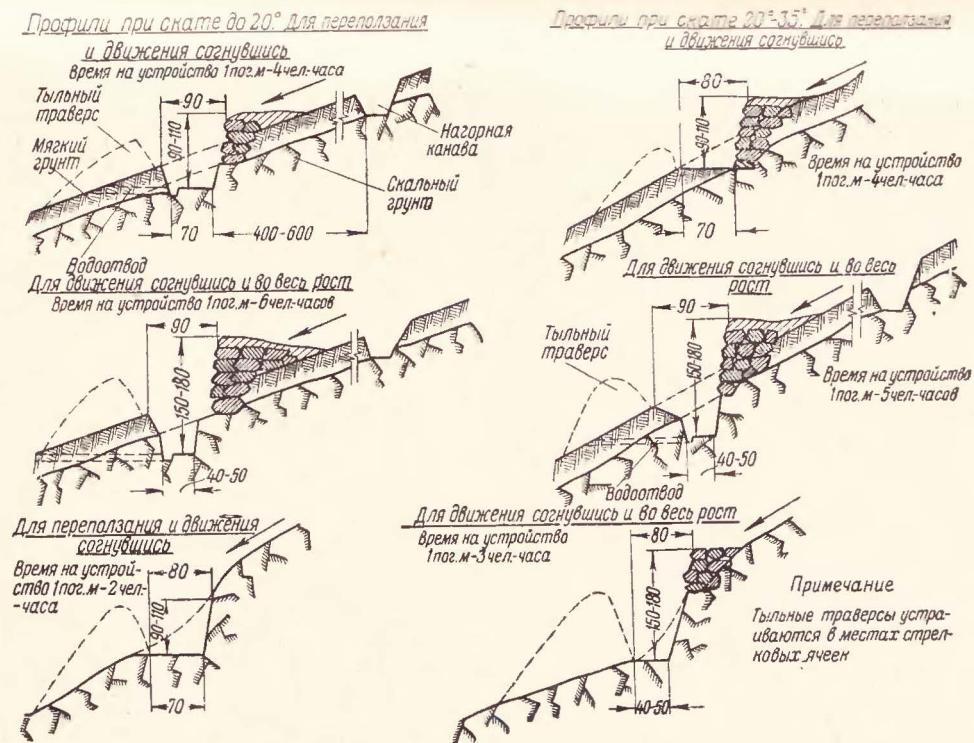 Профили при скате до 20°. Для переползания
и движения согнувшись
Время на устройство 1пог.м-4чел-часа
Тыльный
траверс
90
90-110
Мягкий
грунт
Нагорная
канава
Скальный
грунт
70
400-600
Водоотвод
Профили при скате 20°-35°. Для переползания
и движения согнувшись
80
90-110
Время на устройство
1пог.м-4чел-часа
70
Для движения согнувшись и во весь рост
Время на устройство 1пог.м-6чел-часов
90
150-180
40-50
Для движения согнувшись и во весь
рост
90
Тыльный
траверс
150-180
Время на устройство
1пог.м-5чел-часов
40-50
Водоотвод
Для переползания и движения
согнувшись
Время на устрой-
ство 1пог.м-2чел-
-часа
80
90-110
70
Для движения согнувшись и во весь рост
Время на устройство
1пог.м-3чел-часа
80
150-180
40-50
Примечание
Тыльные траверсы устра-
иваются в местах стрел-
ковых ячеек